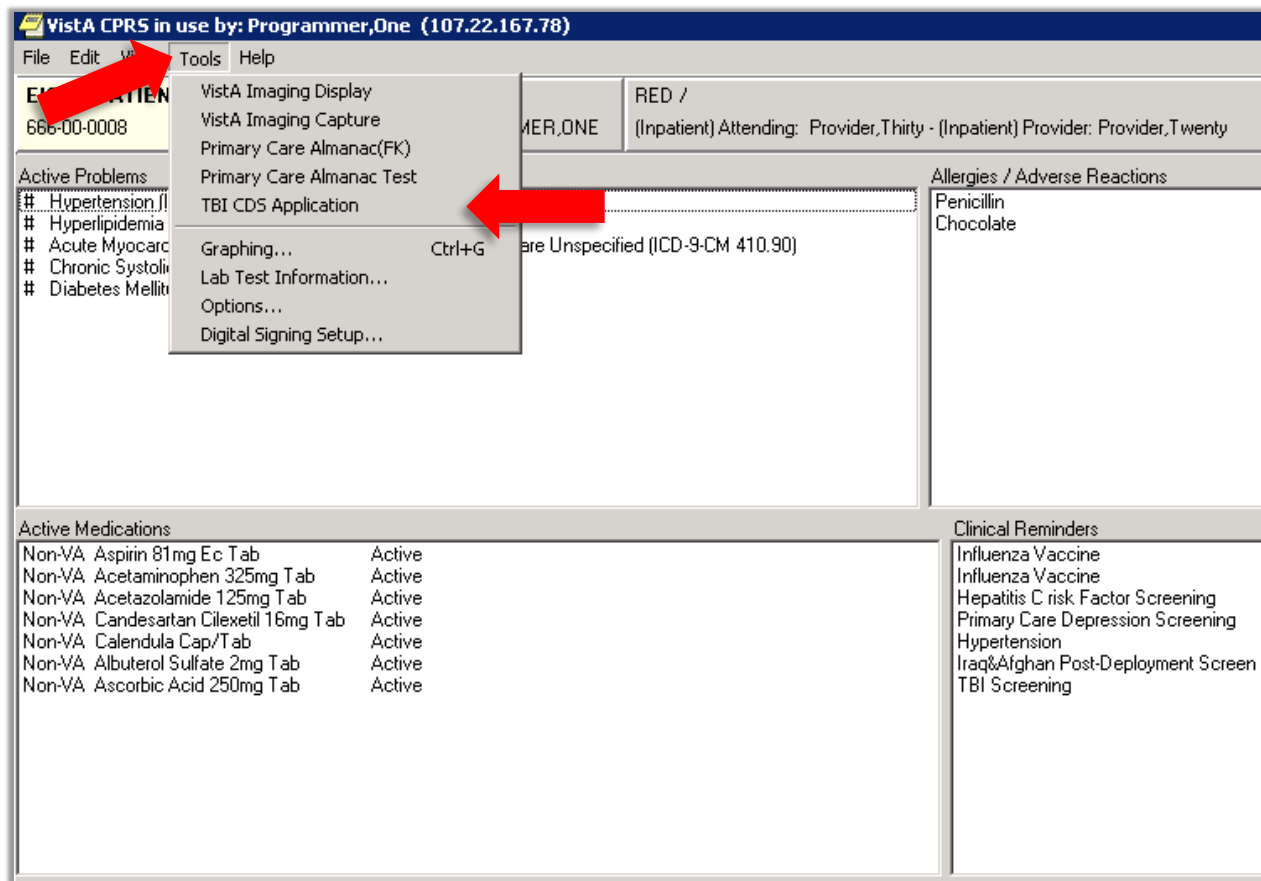 VistA CPRS in use by: Programmer,One (107.22.167.78)
File Edit Tools Help
VistA Imaging Display
VistA Imaging Capture
Primary Care Almanac(FK)
Primary Care Almanac Test
TBI CDS Application
Graphing... Ctrl+G
Lab Test Information...
Options...
Digital Signing Setup...
666-00-0008
MER,ONE
RED /
(Inpatient) Attending: Provider,Thirty - (Inpatient) Provider: Provider,Twenty
Active Problems
# Hypertension
# Hyperlipidemia
# Acute Myocarc are Unspecified (ICD-9-CM 410.90)
# Chronic Systoli
# Diabetes Mellit
Allergies / Adverse Reactions
Penicillin
Chocolate
Active Medications
Non-VA Aspirin 81mg Ec Tab Active
Non-VA Acetaminophen 325mg Tab Active
Non-VA Acetazolamide 125mg Tab Active
Non-VA Candesartan Cilexetil 16mg Tab Active
Non-VA Calendula Cap/Tab Active
Non-VA Albuterol Sulfate 2mg Tab Active
Non-VA Ascorbic Acid 250mg Tab Active
Clinical Reminders
Influenza Vaccine
Influenza Vaccine
Hepatitis C risk Factor Screening
Primary Care Depression Screening
Hypertension
Iraq&Afghan Post-Deployment Screen
TBI Screening